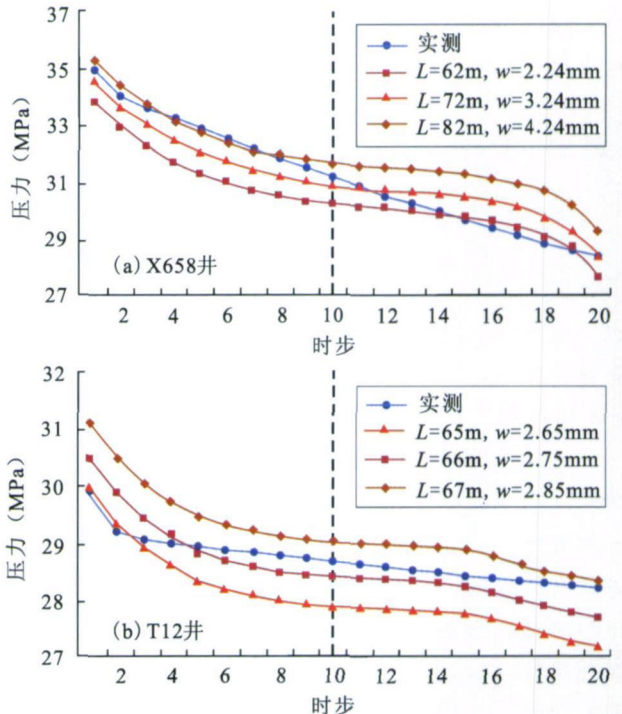 37
35
33
31
29
27
压力（MPa）
实测
L=62m, w=2.24mm
L=72m, w=3.24mm
L=82m, w=4.24mm
(a) X658井
2 4 6 8 10 12 14 16 18 20
时步
32
31
30
29
28
27
压力（MPa）
实测
L=65m, w=2.65mm
L=66m, w=2.75mm
L=67m, w=2.85mm
(b) T12井
2 4 6 8 10 12 14 16 18 20
时步